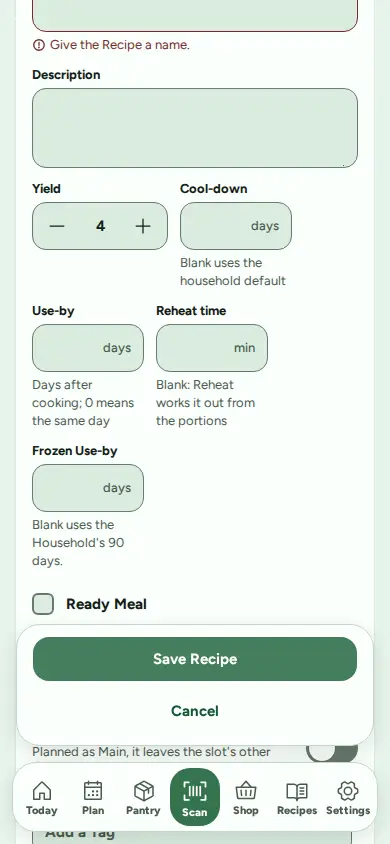 Give the Recipe a name.
Description
Yield
Cool-down
4
days
Blank uses the
household default
Use-by
Reheat time
days
min
Days after
cooking; 0 means
the same day
Blank: Reheat
works it out from
the portions
Frozen Use-by
days
Blank uses the
Household's 90
days.
Ready Meal
Save Recipe
Cancel
Planned as Main, it leaves the slot's other
Today
Plan
Pantry
Scan
Shop
Recipes
Settings
Add a Tag